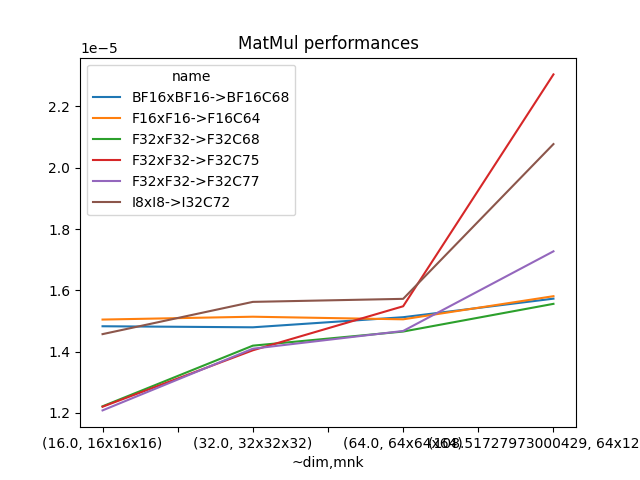 MatMul performances
1e−5
name
BF16xBF16->BF16C68
F16xF16->F16C64
F32xF32->F32C68
F32xF32->F32C75
F32xF32->F32C77
I8xI8->I32C72
2.2
2.0
1.8
1.6
1.4
1.2
(16.0, 16x16x16)
(32.0, 32x32x32)
(64.0, 64x64x64)
51727973000429, 64x12
~dim,mnk